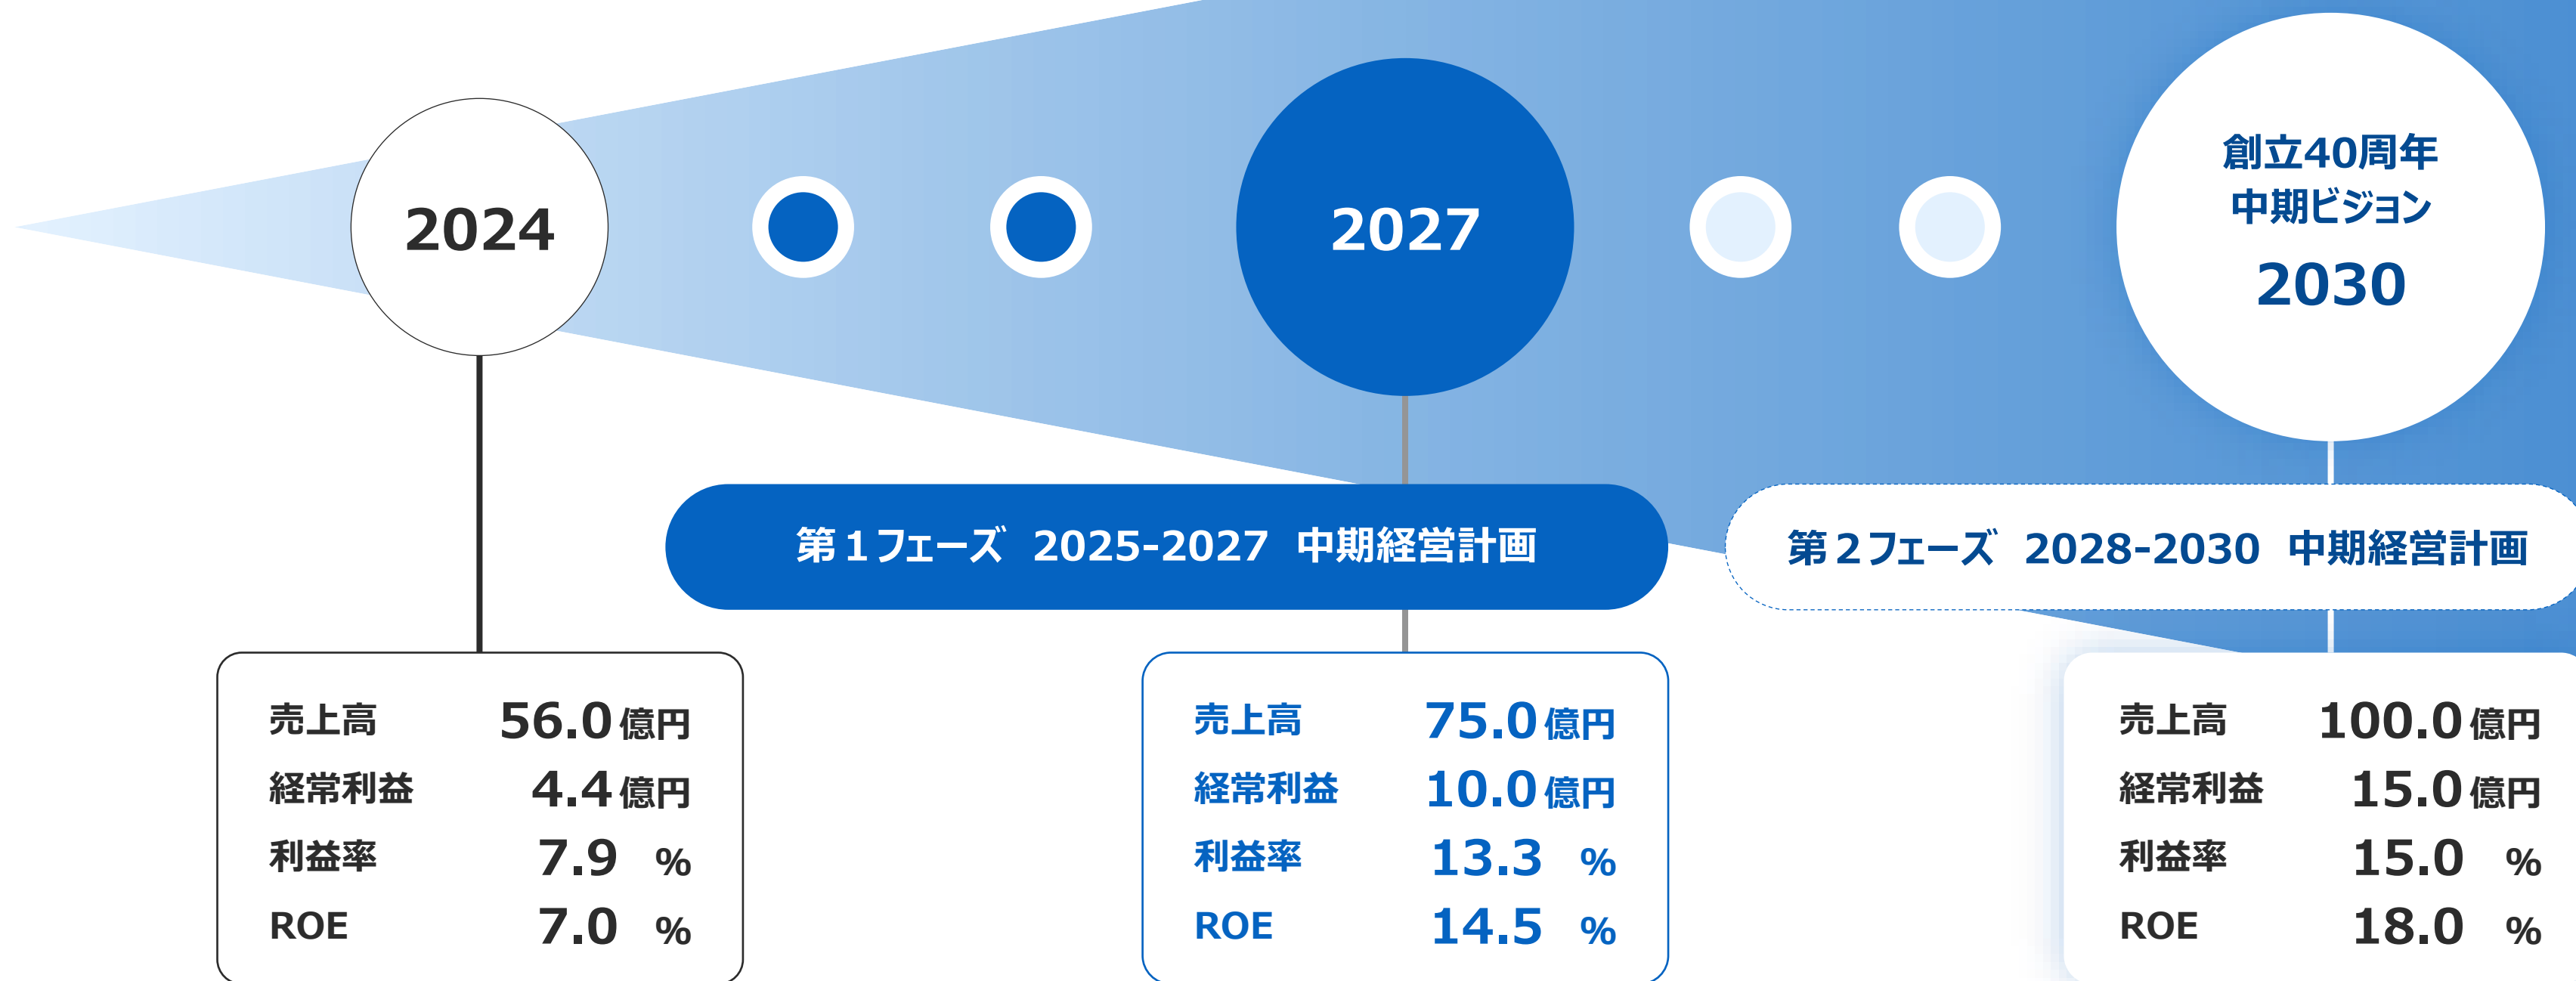 2024
2027
創立40周年
中期ビジョン
2030
第1フェーズ 2025-2027 中期経営計画
第2フェーズ 2028-2030 中期経営計画
売上高 56.0億円
経常利益 4.4億円
利益率 7.9 %
ROE 7.0 %
売上高 75.0億円
経常利益 10.0億円
利益率 13.3 %
ROE 14.5 %
売上高 100.0億円
経常利益 15.0億円
利益率 15.0 %
ROE 18.0 %